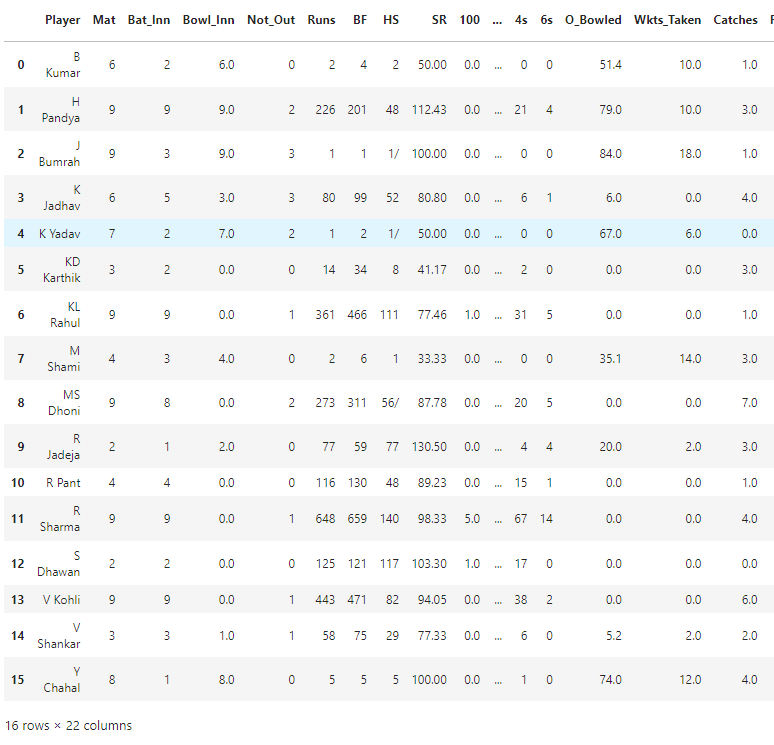 Player Mat Bat_Inn Bowl_Inn Not_Out Runs BF HS SR 100 ... 4s 6s O_Bowled Wkts_Taken Catches
0 B Kumar 6 2 6.0 0 2 4 2 50.00 0.0 ... 0 0 51.4 10.0 1.0
1 H Pandya 9 9 9.0 2 226 201 48 112.43 0.0 ... 21 4 79.0 10.0 3.0
2 J Bumrah 9 3 9.0 3 1 1 1/ 100.00 0.0 ... 0 0 84.0 18.0 1.0
3 K Jadhav 6 5 3.0 3 80 99 52 80.80 0.0 ... 6 1 6.0 0.0 4.0
4 K Yadav 7 2 7.0 2 1 2 1/ 50.00 0.0 ... 0 0 67.0 6.0 0.0
5 KD Karthik 3 2 0.0 0 14 34 8 41.17 0.0 ... 2 0 0.0 0.0 3.0
6 KL Rahul 9 9 0.0 1 361 466 111 77.46 1.0 ... 31 5 0.0 0.0 1.0
7 M Shami 4 3 4.0 0 2 6 1 33.33 0.0 ... 0 0 35.1 14.0 3.0
8 MS Dhoni 9 8 0.0 2 273 311 56/ 87.78 0.0 ... 20 5 0.0 0.0 7.0
9 R Jadeja 2 1 2.0 0 77 59 77 130.50 0.0 ... 4 4 20.0 2.0 3.0
10 R Pant 4 4 0.0 0 116 130 48 89.23 0.0 ... 15 1 0.0 0.0 1.0
11 R Sharma 9 9 0.0 1 648 659 140 98.33 5.0 ... 67 14 0.0 0.0 4.0
12 S Dhawan 2 2 0.0 0 125 121 117 103.30 1.0 ... 17 0 0.0 0.0 0.0
13 V Kohli 9 9 0.0 1 443 471 82 94.05 0.0 ... 38 2 0.0 0.0 6.0
14 V Shankar 3 3 1.0 1 58 75 29 77.33 0.0 ... 6 0 5.2 2.0 2.0
15 Y Chahal 8 1 8.0 0 5 5 5 100.00 0.0 ... 1 0 74.0 12.0 4.0
16 rows × 22 columns